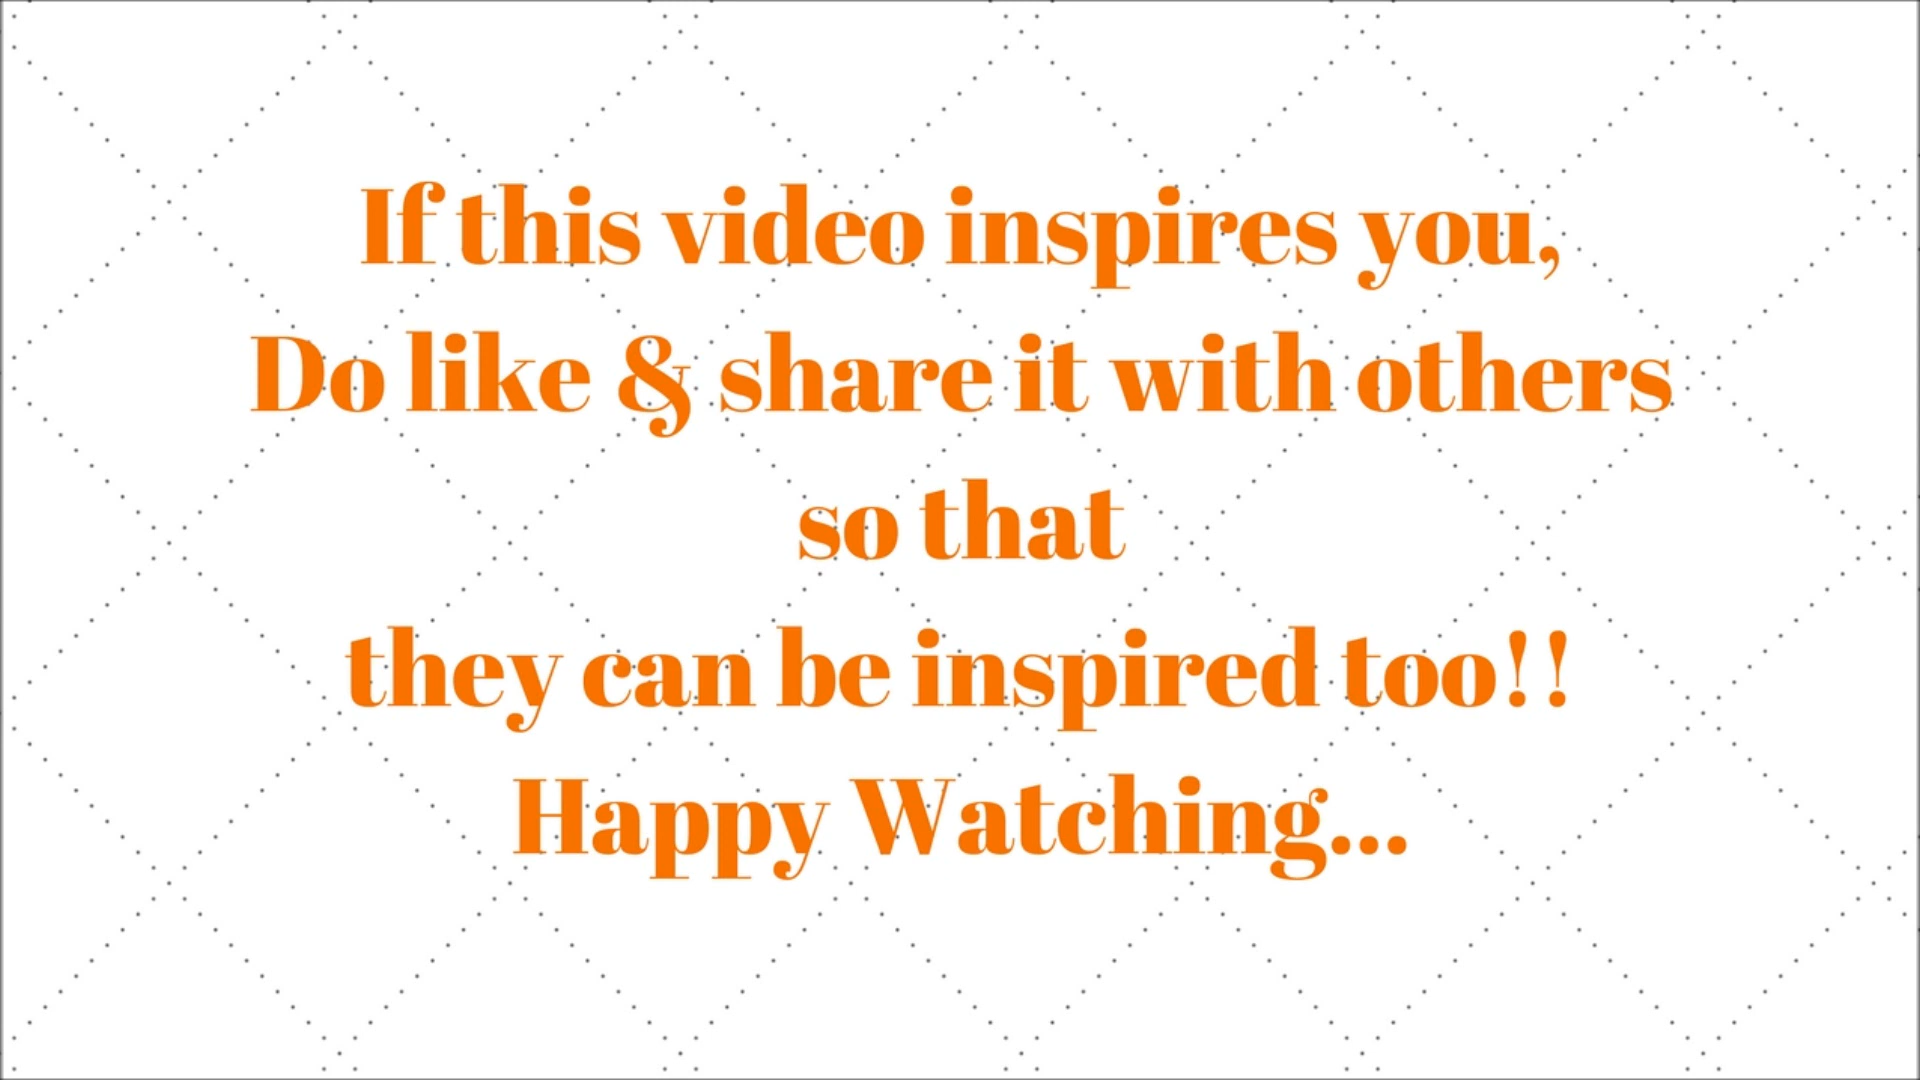 If this video inspires you,
Do like & share it with others
so that
they can be inspired too!!
Happy Watching...